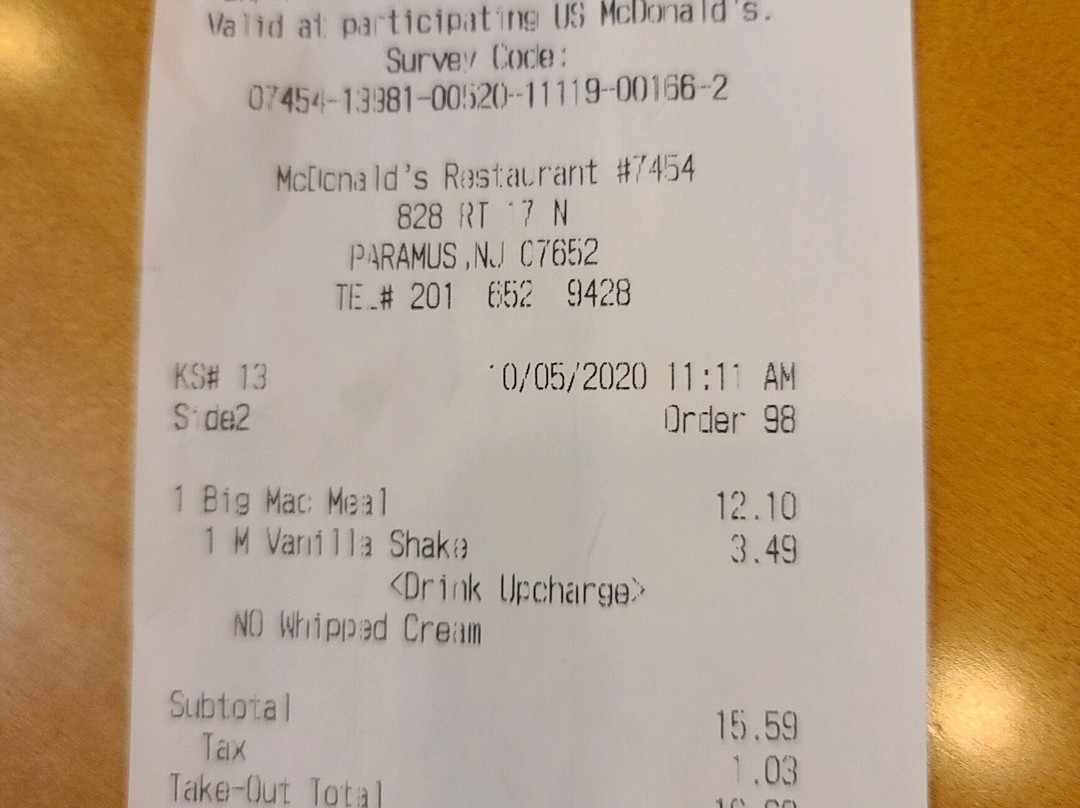 Valid at participating US McDonald's.
Survey Code:
07454-13981-00520-11119-00166-2
McDonald's Restaurant #7454
828 RT 17 N
PARAMUS,NJ 07652
TEL# 201 652 9428
KS# 13 10/05/2020 11:11 AM
Side2 Order 98
1 Big Mac Meal 12.10
1 M Vanilla Shake 3.49
<Drink Upcharge>
NO Whipped Cream
Subtotal 15.59
Tax 1.03
Take-Out Total